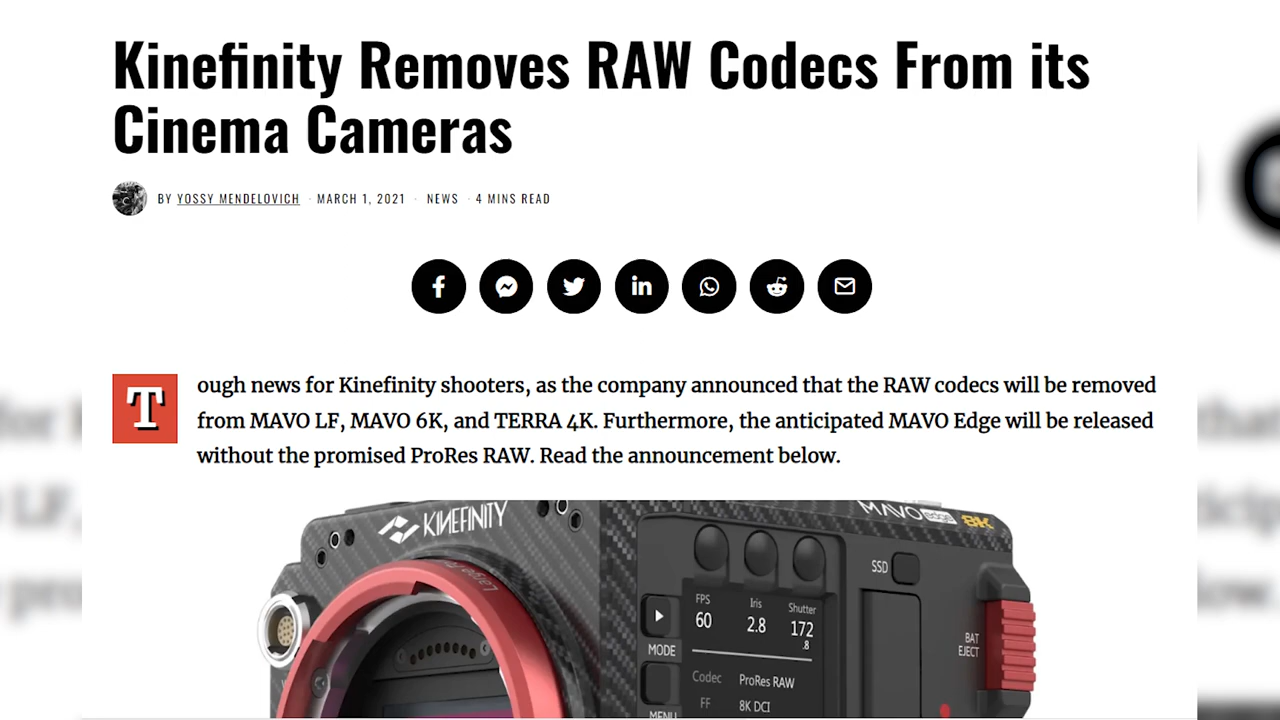 Kinefinity Removes RAW Codecs From its
Cinema Cameras
BY YOSSY MENDELOVICH · MARCH 1, 2021 · NEWS · 4 MINS READ
Tough news for Kinefinity shooters, as the company announced that the RAW codecs will be removed
from MAVO LF, MAVO 6K, and TERRA 4K. Furthermore, the anticipated MAVO Edge will be released
without the promised ProRes RAW. Read the announcement below.
KINEFINITY
MAVO edge 8K
Large
SSD
FPS Iris Shutter
60 2.8 172.8
MODE
BAT
EJECT
Codec ProRes RAW
FF 8K DCI
MENU